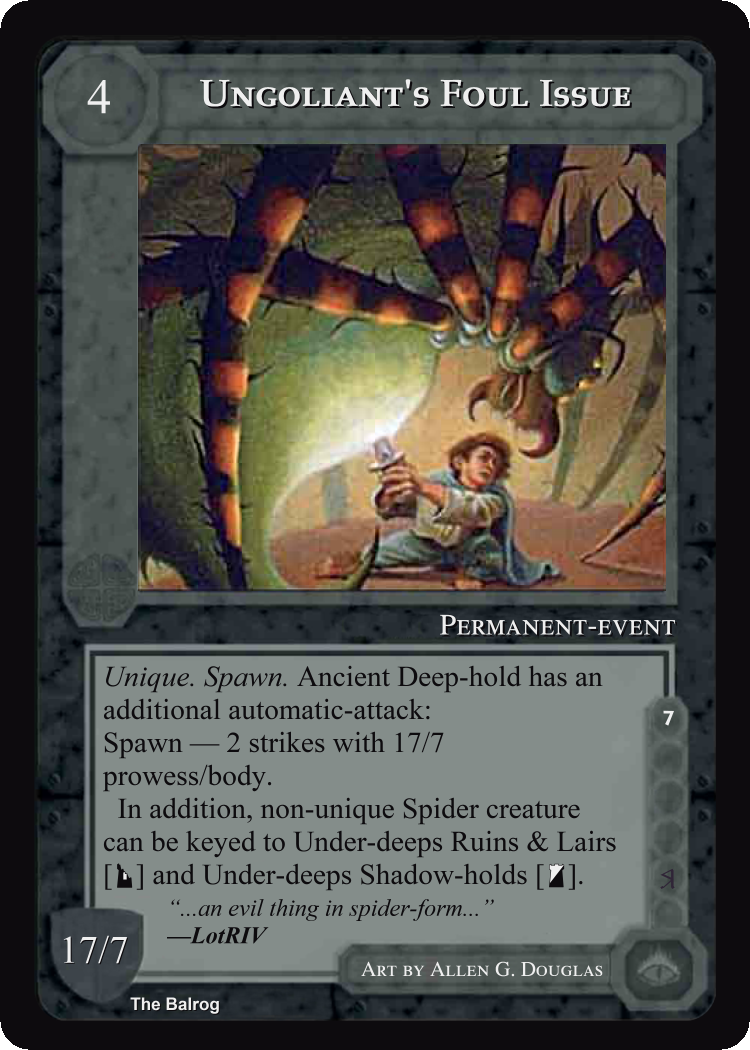 4
Ungoliant's Foul Issue
Permanent-event
Unique. Spawn. Ancient Deep-hold has an
additional automatic-attack:
Spawn — 2 strikes with 17/7
prowess/body.
In addition, non-unique Spider creature
can be keyed to Under-deeps Ruins & Lairs
[ ] and Under-deeps Shadow-holds [ ].
7
“...an evil thing in spider-form...”
—LotRIV
17/7
Art by Allen G. Douglas
The Balrog